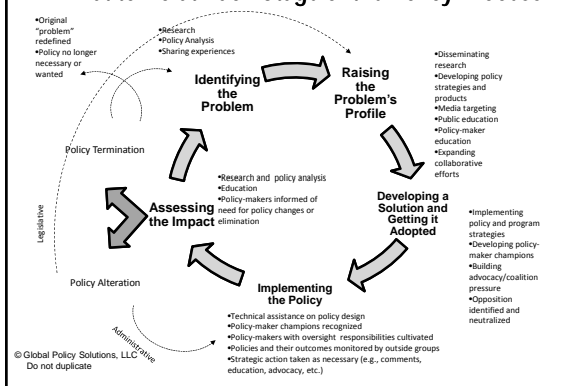 •Original
"problem"
redefined
•Policy no longer
necessary or
wanted
•Research
•Policy Analysis
•Sharing experiences
Identifying
the
Problem
Raising
the
Problem's
Profile
•Disseminating
research
•Developing policy
strategies and
products
•Media targeting
•Public education
•Policy-maker
education
•Expanding
collaborative
efforts
Policy Termination
•Research and policy analysis
•Education
•Policy-makers informed of
need for policy changes or
elimination
Assessing
the Impact
Developing a
Solution and
Getting it
Adopted
•Implementing
policy and program
strategies
•Developing policy-
maker champions
•Building
advocacy/coalition
pressure
•Opposition
identified and
neutralized
Legislative
Policy Alteration
Implementing
the Policy
•Technical assistance on policy design
•Policy-maker champions recognized
•Policy-makers with oversight responsibilities cultivated
•Policies and their outcomes monitored by outside groups
•Strategic action taken as necessary (e.g., comments,
education, advocacy, etc.)
Administrative
© Global Policy Solutions, LLC
Do not duplicate